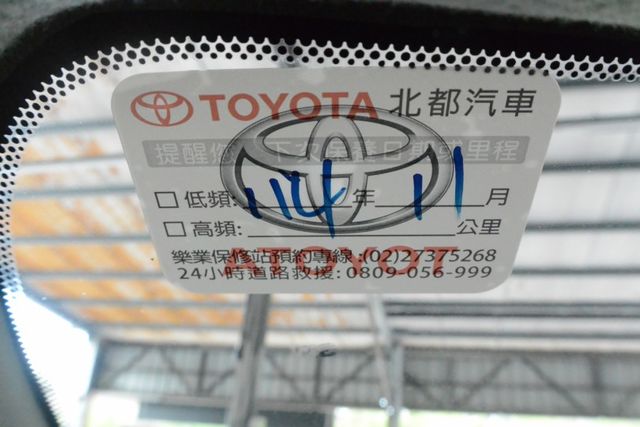 TOYOTA 北都汽車
提醒您 下次保養日期或里程
□ 低頻: 114 年 11 月
□ 高頻: 公里
樂業保修站預約專線:(02)27375268
24小時道路救援: 0809-056-999